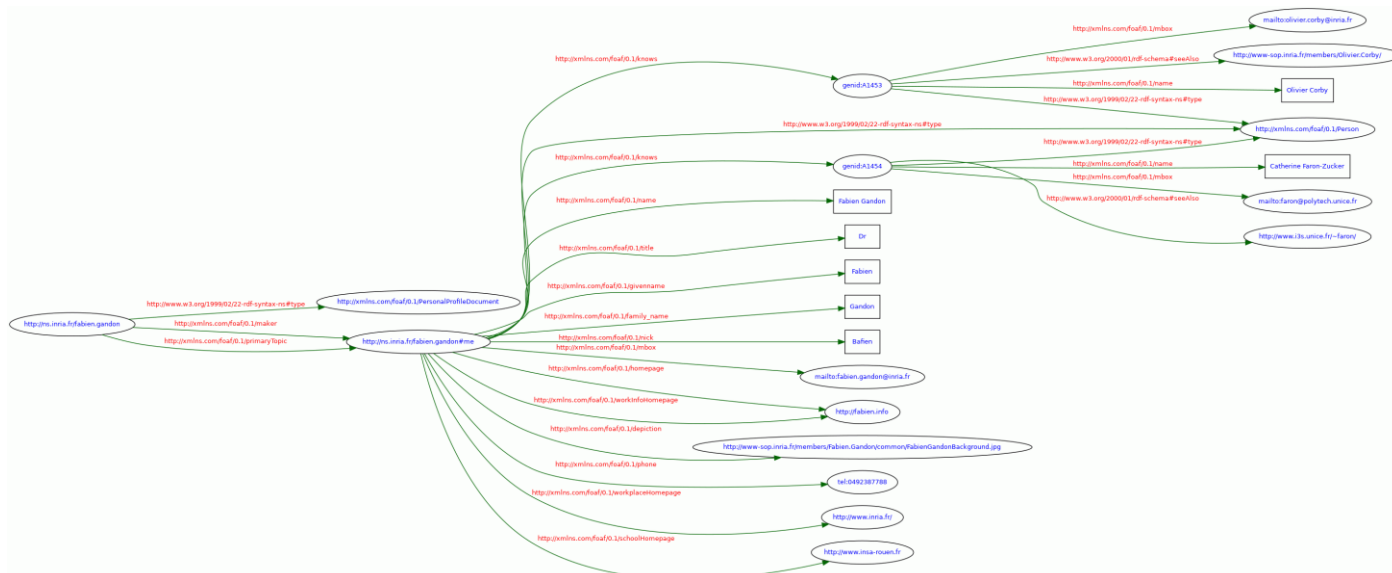 mailto:olivier.corby@inria.fr
http://xmlns.com/foaf/0.1/mbox
http://www-sop.inria.fr/members/Olivier.Corby/
http://xmlns.com/foaf/0.1/knows
http://www.w3.org/2000/01/rdf-schema#seeAlso
genid:A1453
http://xmlns.com/foaf/0.1/name
Olivier Corby
http://www.w3.org/1999/02/22-rdf-syntax-ns#type
http://www.w3.org/1999/02/22-rdf-syntax-ns#type
http://xmlns.com/foaf/0.1/Person
http://www.w3.org/1999/02/22-rdf-syntax-ns#type
http://xmlns.com/foaf/0.1/knows
genid:A1454
http://xmlns.com/foaf/0.1/name
Catherine Faron-Zucker
http://xmlns.com/foaf/0.1/mbox
http://xmlns.com/foaf/0.1/name
Fabien Gandon
http://www.w3.org/2000/01/rdf-schema#seeAlso
mailto:faron@polytech.unice.fr
Dr
http://www.i3s.unice.fr/~faron/
http://xmlns.com/foaf/0.1/title
Fabien
http://xmlns.com/foaf/0.1/givenname
http://www.w3.org/1999/02/22-rdf-syntax-ns#type
http://xmlns.com/foaf/0.1/PersonalProfileDocument
Gandon
http://xmlns.com/foaf/0.1/family_name
http://ns.inria.fr/fabien.gandon
http://xmlns.com/foaf/0.1/maker
http://xmlns.com/foaf/0.1/primaryTopic
http://ns.inria.fr/fabien.gandon#me
http://xmlns.com/foaf/0.1/nick
Bafien
http://xmlns.com/foaf/0.1/mbox
http://xmlns.com/foaf/0.1/homepage
mailto:fabien.gandon@inria.fr
http://xmlns.com/foaf/0.1/workInfoHomepage
http://fabien.info
http://xmlns.com/foaf/0.1/depiction
http://www-sop.inria.fr/members/Fabien.Gandon/common/FabienGandonBackground.jpg
http://xmlns.com/foaf/0.1/phone
tel:0492387788
http://xmlns.com/foaf/0.1/workplaceHomepage
http://www.inria.fr/
http://xmlns.com/foaf/0.1/schoolHomepage
http://www.insa-rouen.fr